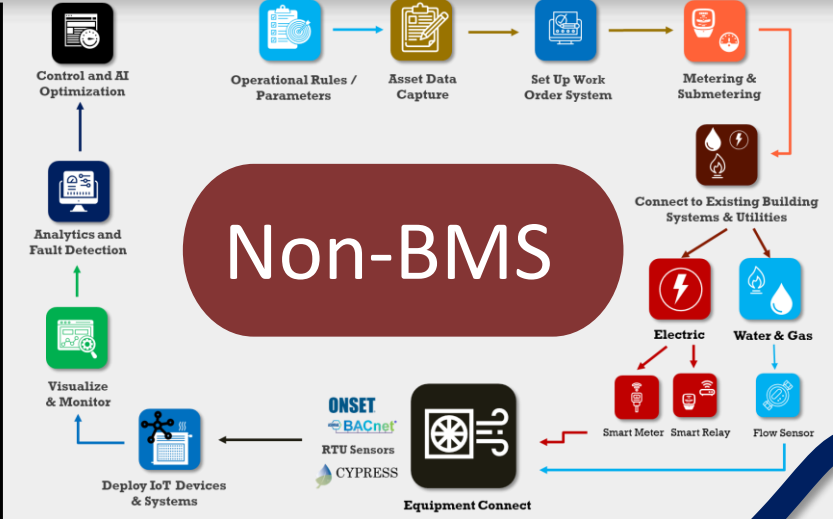 Control and AI
Optimization
Operational Rules /
Parameters
Asset Data
Capture
Set Up Work
Order System
Metering &
Submetering
Connect to Existing Building
Systems & Utilities
Analytics and
Fault Detection
Non-BMS
Electric
Water & Gas
Visualize
& Monitor
Smart Meter
Smart Relay
Flow Sensor
ONSET
BACnet
RTU Sensors
CYPRESS
Equipment Connect
Deploy IoT Devices
& Systems